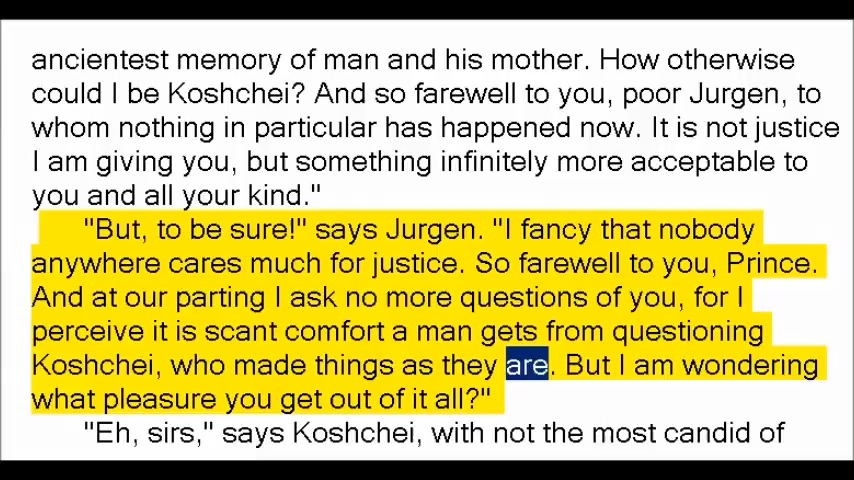 ancientest memory of man and his mother. How otherwise
could I be Koshchei? And so farewell to you, poor Jurgen, to
whom nothing in particular has happened now. It is not justice
I am giving you, but something infinitely more acceptable to
you and all your kind."
"But, to be sure!" says Jurgen. "I fancy that nobody
anywhere cares much for justice. So farewell to you, Prince.
And at our parting I ask no more questions of you, for I
perceive it is scant comfort a man gets from questioning
Koshchei, who made things as they are. But I am wondering
what pleasure you get out of it all?"
"Eh, sirs," says Koshchei, with not the most candid of